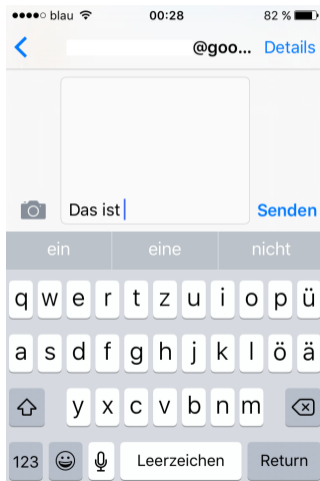 blau 00:28 82 %
@goo... Details
Das ist
Senden
ein eine nicht
q w e r t z u i o p ü
a s d f g h j k l ö ä
y x c v b n m
123 Leerzeichen Return